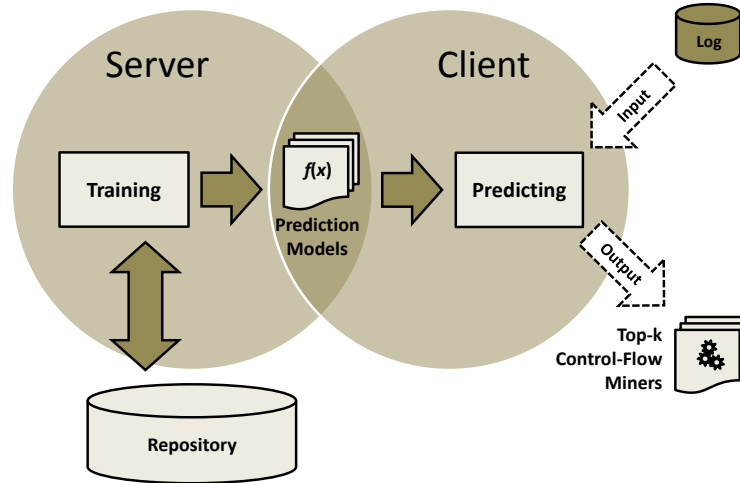 Server
Client
Log
Input
Training
f(x)
Predicting
Prediction
Models
Output
Top-k
Control-Flow
Miners
Repository